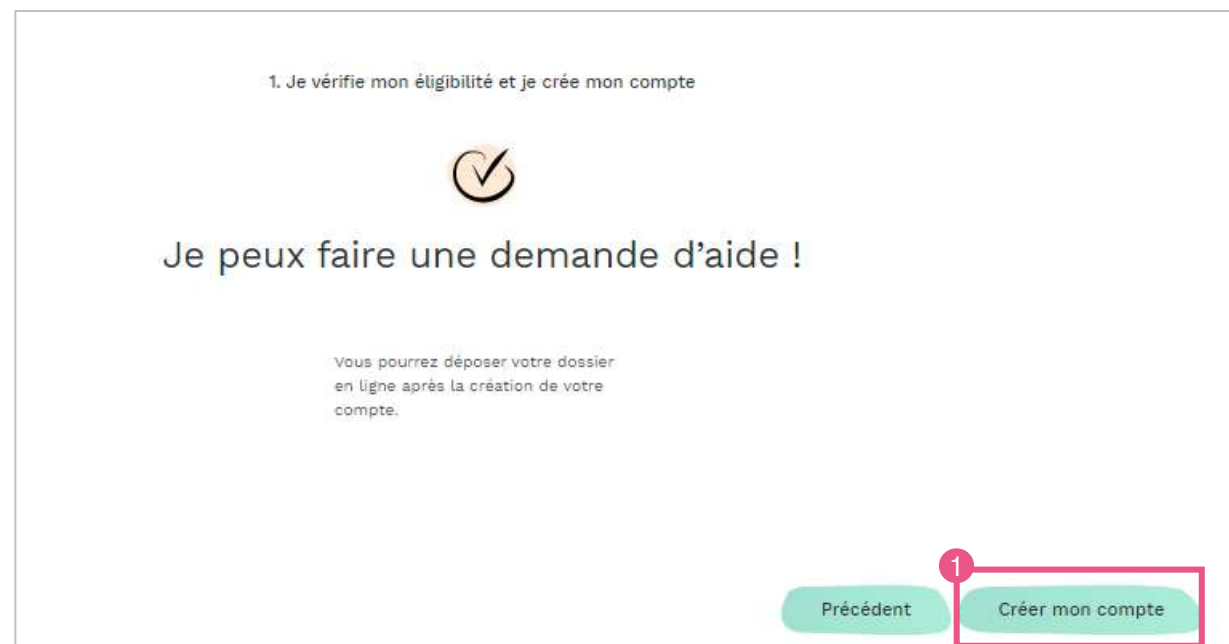 1. Je vérifie mon éligibilité et je crée mon compte
Je peux faire une demande d'aide !
Vous pourrez déposer votre dossier
en ligne après la création de votre
compte.
1
Précédent
Créer mon compte